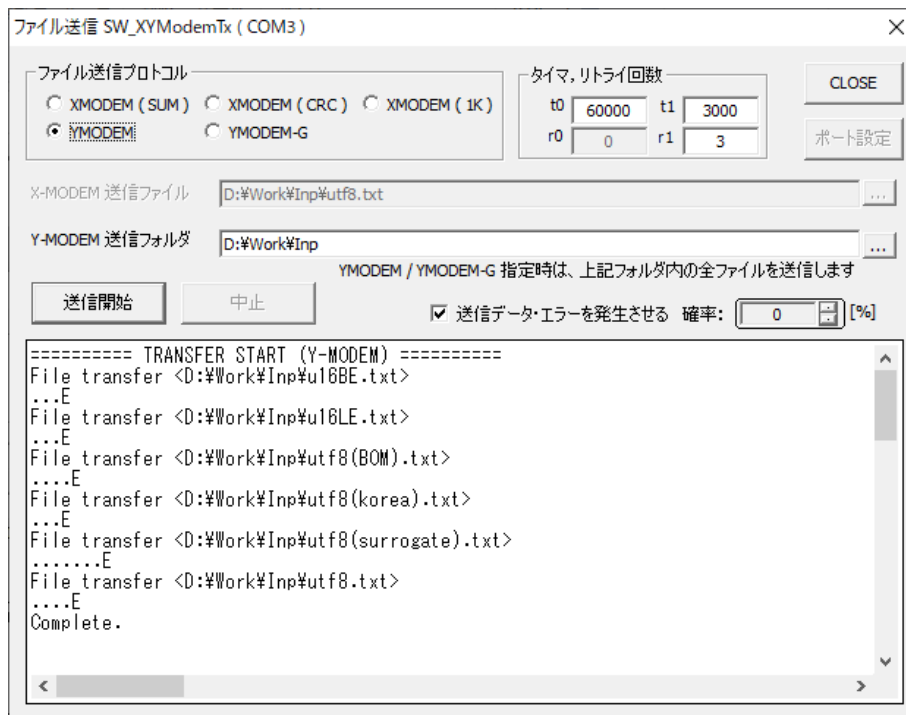 ファイル送信 SW_XYModemTx ( COM3 )
ファイル送信プロトコル
XMODEM ( SUM ) XMODEM ( CRC ) XMODEM ( 1K )
YMODEM YMODEM-G
タイマ,リトライ回数
t0 60000 t1 3000
r0 0 r1 3
CLOSE
ポート設定
X-MODEM 送信ファイル D:¥Work¥Inp¥utf8.txt ...
Y-MODEM 送信フォルダ D:¥Work¥Inp ...
YMODEM / YMODEM-G 指定時は、上記フォルダ内の全ファイルを送信します
送信開始 中止 送信データ・エラーを発生させる 確率: 0 [%]
========== TRANSFER START (Y-MODEM) ==========
File transfer <D:¥Work¥Inp¥u16BE.txt>
...E
File transfer <D:¥Work¥Inp¥u16LE.txt>
...E
File transfer <D:¥Work¥Inp¥utf8(BOM).txt>
....E
File transfer <D:¥Work¥Inp¥utf8(korea).txt>
...E
File transfer <D:¥Work¥Inp¥utf8(surrogate).txt>
.......E
File transfer <D:¥Work¥Inp¥utf8.txt>
....E
Complete.